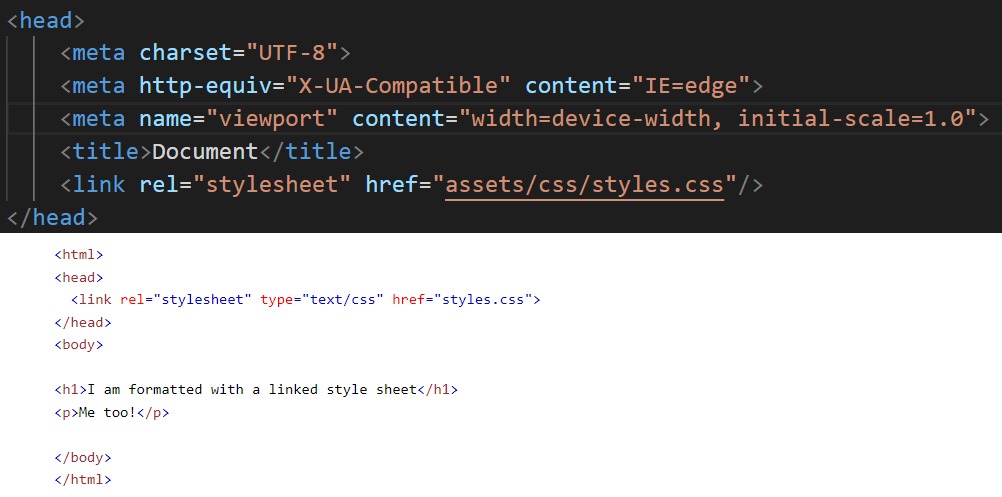 <head>
<meta charset="UTF-8">
<meta http-equiv="X-UA-Compatible" content="IE=edge">
<meta name="viewport" content="width=device-width, initial-scale=1.0">
<title>Document</title>
<link rel="stylesheet" href="assets/css/styles.css"/>
</head>
<html>
<head>
<link rel="stylesheet" type="text/css" href="styles.css">
</head>
<body>
<h1>I am formatted with a linked style sheet</h1>
<p>Me too!</p>
</body>
</html>